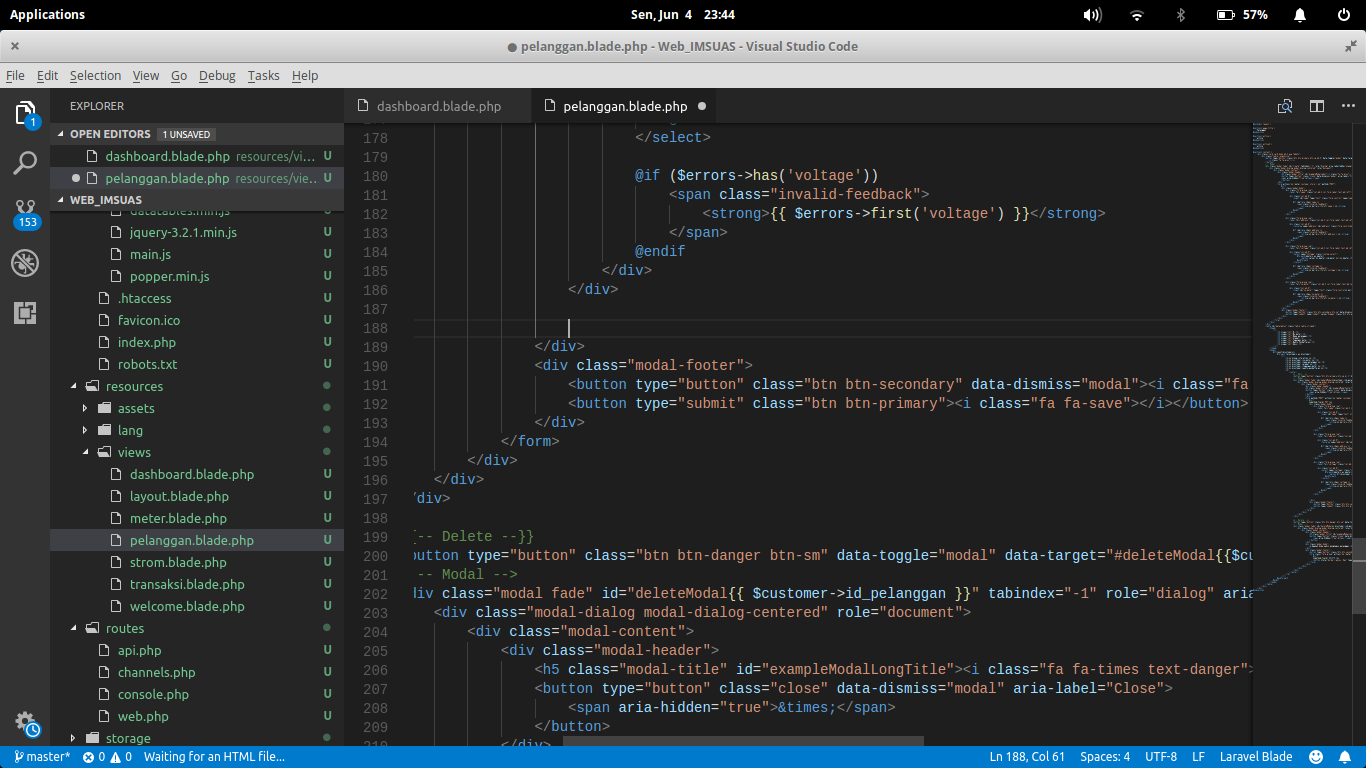 Applications
Sen, Jun 4 23:44
57%
● pelanggan.blade.php - Web_IMSUAS - Visual Studio Code
File Edit Selection View Go Debug Tasks Help
EXPLORER
OPEN EDITORS 1 UNSAVED
dashboard.blade.php resources/vi... U
pelanggan.blade.php resources/vie... U
WEB_IMSUAS
datatables.min.js
jquery-3.2.1.min.js U
main.js U
popper.min.js U
.htaccess U
favicon.ico U
index.php U
robots.txt U
resources
assets
lang
views
dashboard.blade.php U
layout.blade.php U
meter.blade.php U
pelanggan.blade.php U
strom.blade.php U
transaksi.blade.php U
welcome.blade.php U
routes
api.php U
channels.php U
console.php U
web.php U
storage
1
153
dashboard.blade.php
pelanggan.blade.php
178 </select>
179
180 @if ($errors->has('voltage'))
181 <span class="invalid-feedback">
182 <strong>{{ $errors->first('voltage') }}</strong>
183 </span>
184 @endif
185 </div>
186 </div>
187
188
189 </div>
190 <div class="modal-footer">
191 <button type="button" class="btn btn-secondary" data-dismiss="modal"><i class="fa
192 <button type="submit" class="btn btn-primary"><i class="fa fa-save"></i></button>
193 </div>
194 </form>
195 </div>
196 </div>
197 /div>
198
199 -- Delete --}}
200 button type="button" class="btn btn-danger btn-sm" data-toggle="modal" data-target="#deleteModal{{$cu
201 -- Modal -->
202 div class="modal fade" id="deleteModal{{ $customer->id_pelanggan }}" tabindex="-1" role="dialog" aria
203 <div class="modal-dialog modal-dialog-centered" role="document">
204 <div class="modal-content">
205 <div class="modal-header">
206 <h5 class="modal-title" id="exampleModalLongTitle"><i class="fa fa-times text-danger">
207 <button type="button" class="close" data-dismiss="modal" aria-label="Close">
208 <span aria-hidden="true">&times;</span>
209 </button>
210 </div>
master* 0 0 Waiting for an HTML file...
Ln 188, Col 61 Spaces: 4 UTF-8 LF Laravel Blade